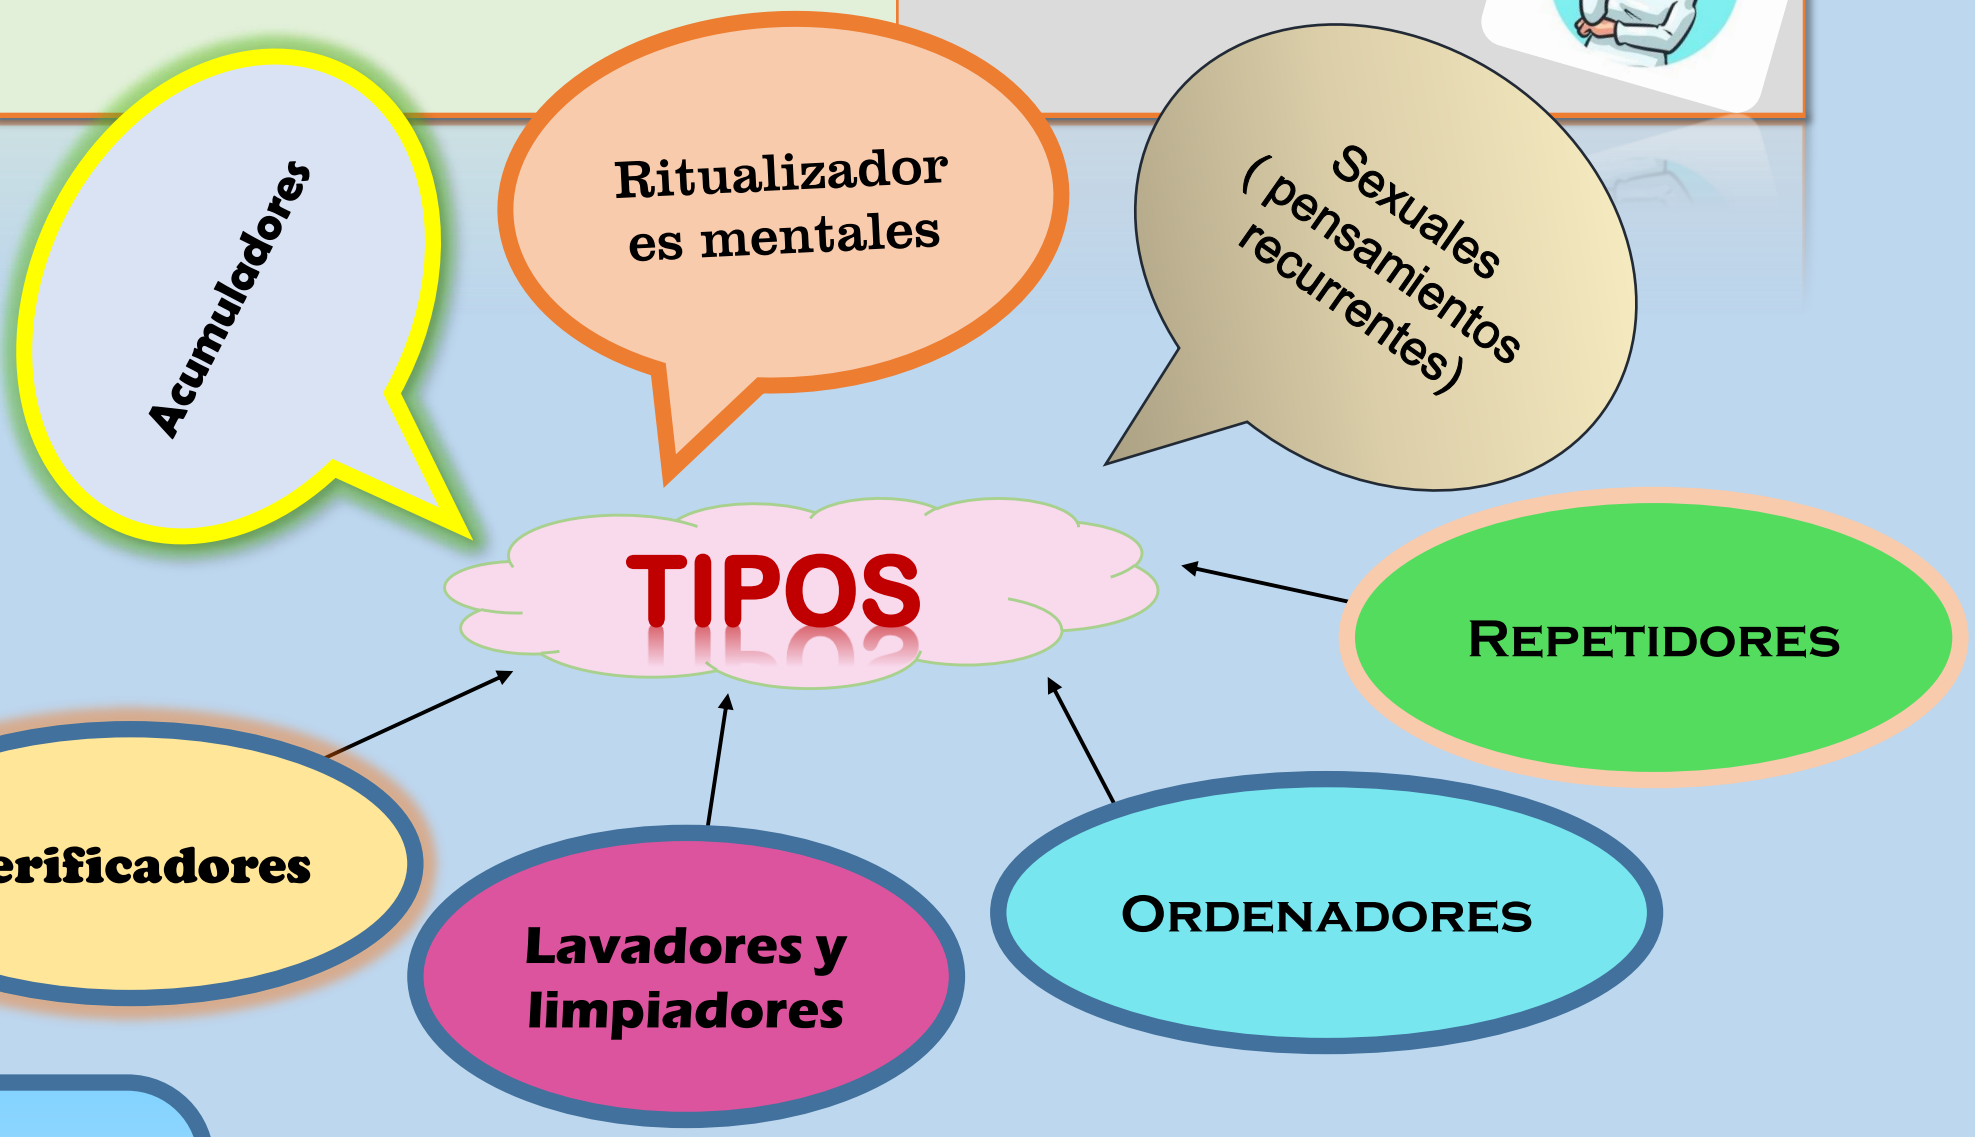 Acumuladores
Ritualizador
es mentales
Sexuales
( pensamientos
recurrentes)
TIPOS
REPETIDORES
erificadores
Lavadores y
limpiadores
ORDENADORES